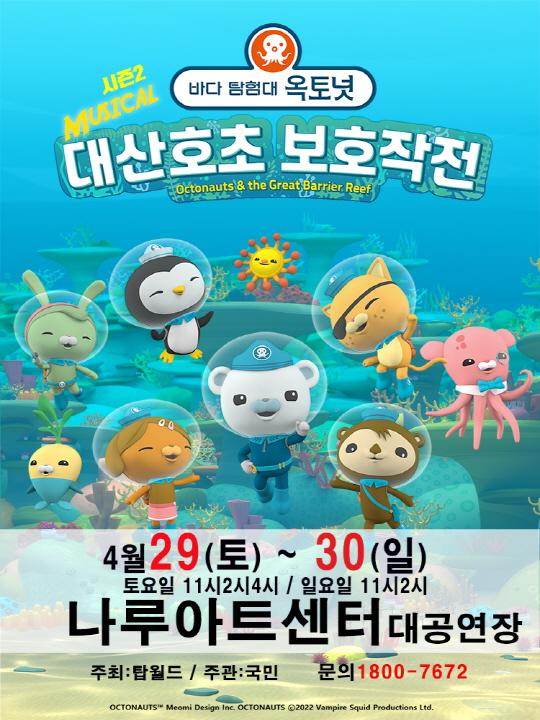 바다 탐험대 옥토넛
시즌2
MUSICAL
대산호초 보호작전
Octonauts & the Great Barrier Reef
4월29(토) ~ 30(일)
토요일 11시2시4시 / 일요일 11시2시
나루아트센터대공연장
주최:탑월드 / 주관:국민 문의1800-7672
OCTONAUTS™ Meomi Design Inc. OCTONAUTS ©2022 Vampire Squid Productions Ltd.